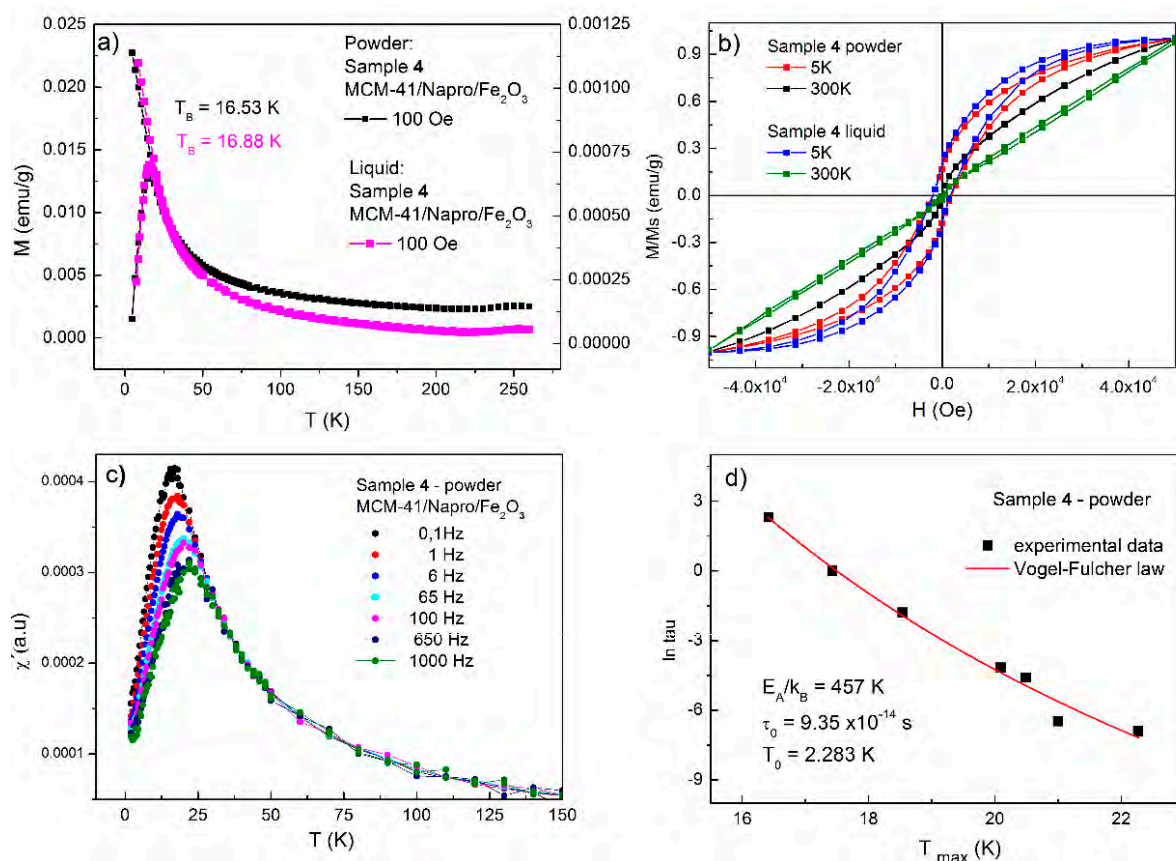 a)
Powder:
Sample 4
MCM-41/Napro/Fe₂O₃
100 Oe
T_B = 16.53 K
T_B = 16.88 K
Liquid:
Sample 4
MCM-41/Napro/Fe₂O₃
100 Oe
0.025
0.020
0.015
0.010
0.005
0.000
M (emu/g)
0.00125
0.00100
0.00075
0.00050
0.00025
0.00000
0 50 100 150 200 250
T (K)
b)
Sample 4 powder
5K
300K
Sample 4 liquid
5K
300K
0.9
0.6
0.3
0.0
-0.3
-0.6
-0.9
M/Ms (emu/g)
-4.0x10⁴ -2.0x10⁴ 0.0 2.0x10⁴ 4.0x10⁴
H (Oe)
c)
Sample 4 - powder
MCM-41/Napro/Fe₂O₃
0,1Hz
1 Hz
6 Hz
65 Hz
100 Hz
650 Hz
1000 Hz
0.0004
0.0003
0.0002
0.0001
χ´(a.u)
0 25 50 75 100 125 150
T (K)
d)
Sample 4 - powder
experimental data
Vogel-Fulcher law
E_A/k_B = 457 K
τ₀ = 9.35 x10⁻¹⁴ s
T₀ = 2.283 K
3
0
-3
-6
-9
ln tau
16 18 20 22
T_max (K)